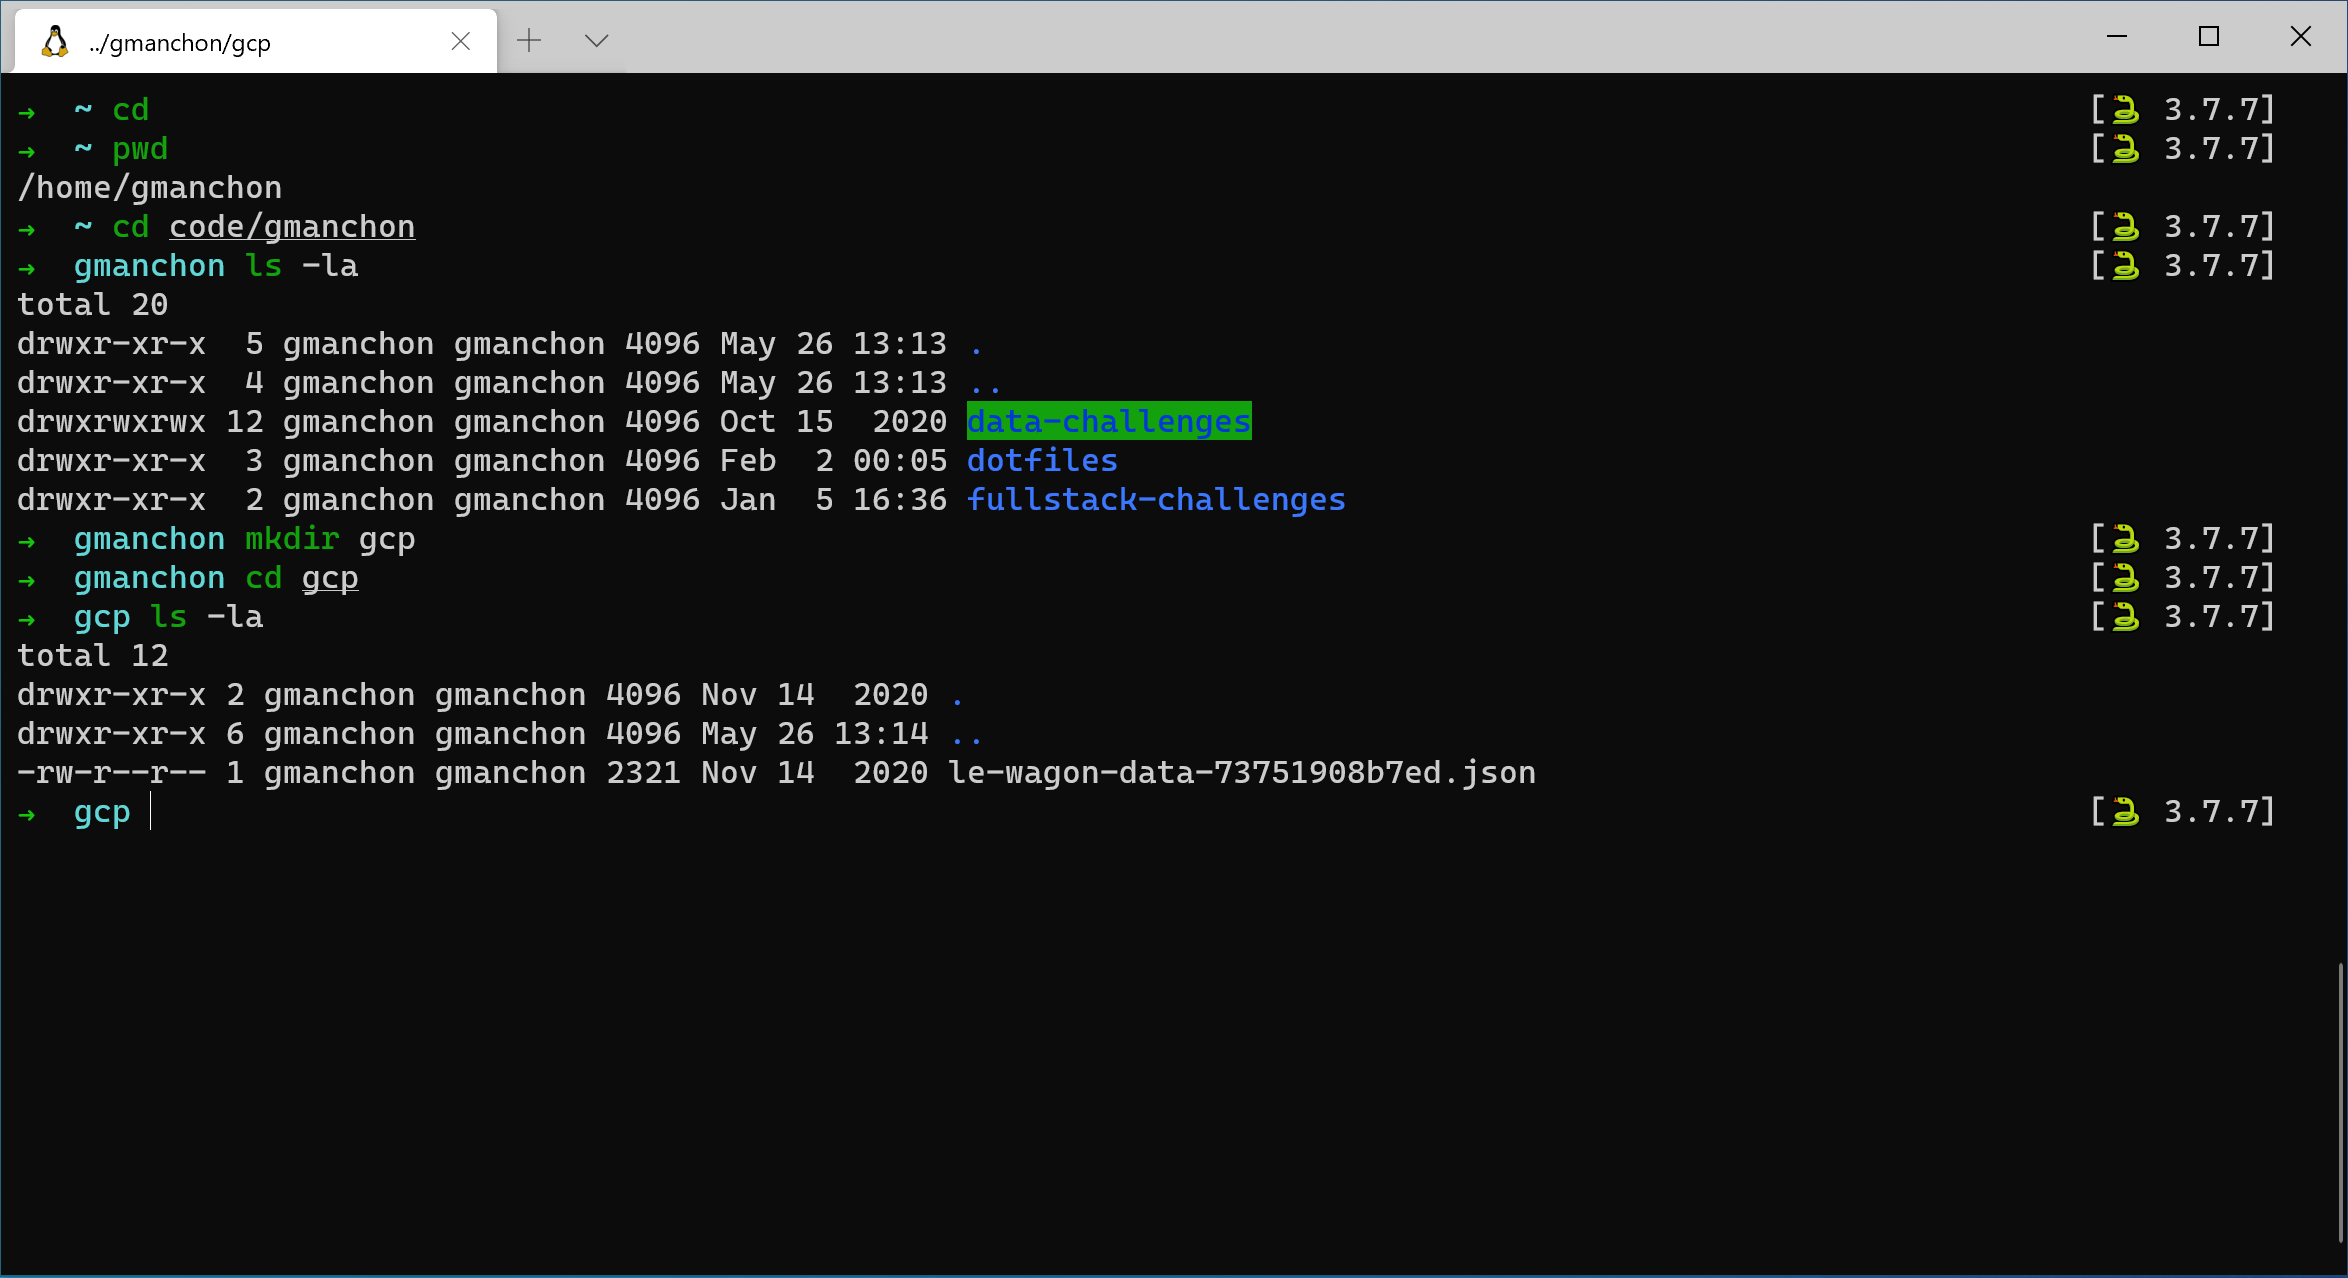 ../gmanchon/gcp
→ ~ cd [🐍 3.7.7]
→ ~ pwd [🐍 3.7.7]
/home/gmanchon
→ ~ cd code/gmanchon [🐍 3.7.7]
→ gmanchon ls -la [🐍 3.7.7]
total 20
drwxr-xr-x  5 gmanchon gmanchon 4096 May 26 13:13 .
drwxr-xr-x  4 gmanchon gmanchon 4096 May 26 13:13 ..
drwxrwxrwx 12 gmanchon gmanchon 4096 Oct 15  2020 data-challenges
drwxr-xr-x  3 gmanchon gmanchon 4096 Feb  2 00:05 dotfiles
drwxr-xr-x  2 gmanchon gmanchon 4096 Jan  5 16:36 fullstack-challenges
→ gmanchon mkdir gcp [🐍 3.7.7]
→ gmanchon cd gcp [🐍 3.7.7]
→ gcp ls -la [🐍 3.7.7]
total 12
drwxr-xr-x 2 gmanchon gmanchon 4096 Nov 14  2020 .
drwxr-xr-x 6 gmanchon gmanchon 4096 May 26 13:14 ..
-rw-r--r-- 1 gmanchon gmanchon 2321 Nov 14  2020 le-wagon-data-73751908b7ed.json
→ gcp [🐍 3.7.7]